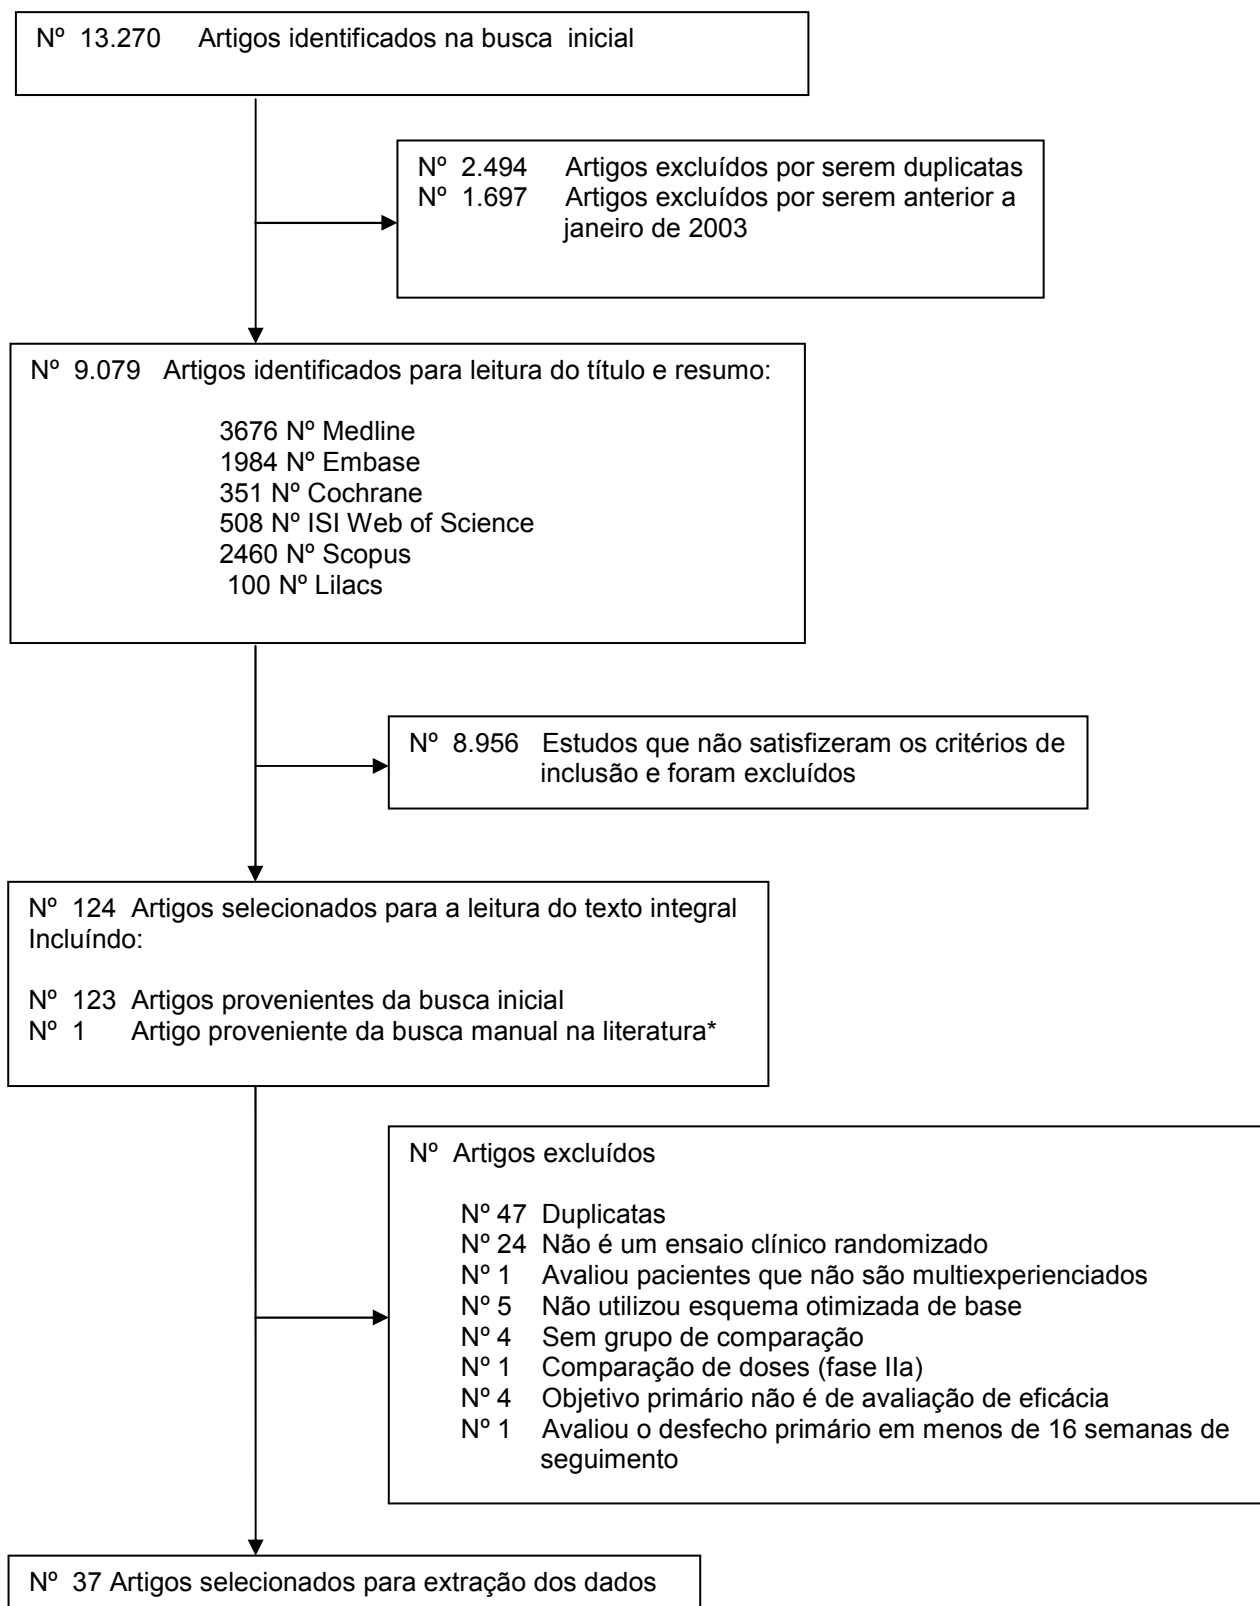 Nº 13.270 Artigos identificados na busca inicial
Nº 2.494 Artigos excluídos por serem duplicatas
Nº 1.697 Artigos excluídos por serem anterior a
janeiro de 2003
Nº 9.079 Artigos identificados para leitura do título e resumo:
3676 Nº Medline
1984 Nº Embase
351 Nº Cochrane
508 Nº ISI Web of Science
2460 Nº Scopus
100 Nº Lilacs
Nº 8.956 Estudos que não satisfizeram os critérios de
inclusão e foram excluídos
Nº 124 Artigos selecionados para a leitura do texto integral
Incluíndo:
Nº 123 Artigos provenientes da busca inicial
Nº 1 Artigo proveniente da busca manual na literatura*
Nº Artigos excluídos
Nº 47 Duplicatas
Nº 24 Não é um ensaio clínico randomizado
Nº 1 Avaliou pacientes que não são multiexperienciados
Nº 5 Não utilizou esquema otimizada de base
Nº 4 Sem grupo de comparação
Nº 1 Comparação de doses (fase IIa)
Nº 4 Objetivo primário não é de avaliação de eficácia
Nº 1 Avaliou o desfecho primário em menos de 16 semanas de
seguimento
Nº 37 Artigos selecionados para extração dos dados